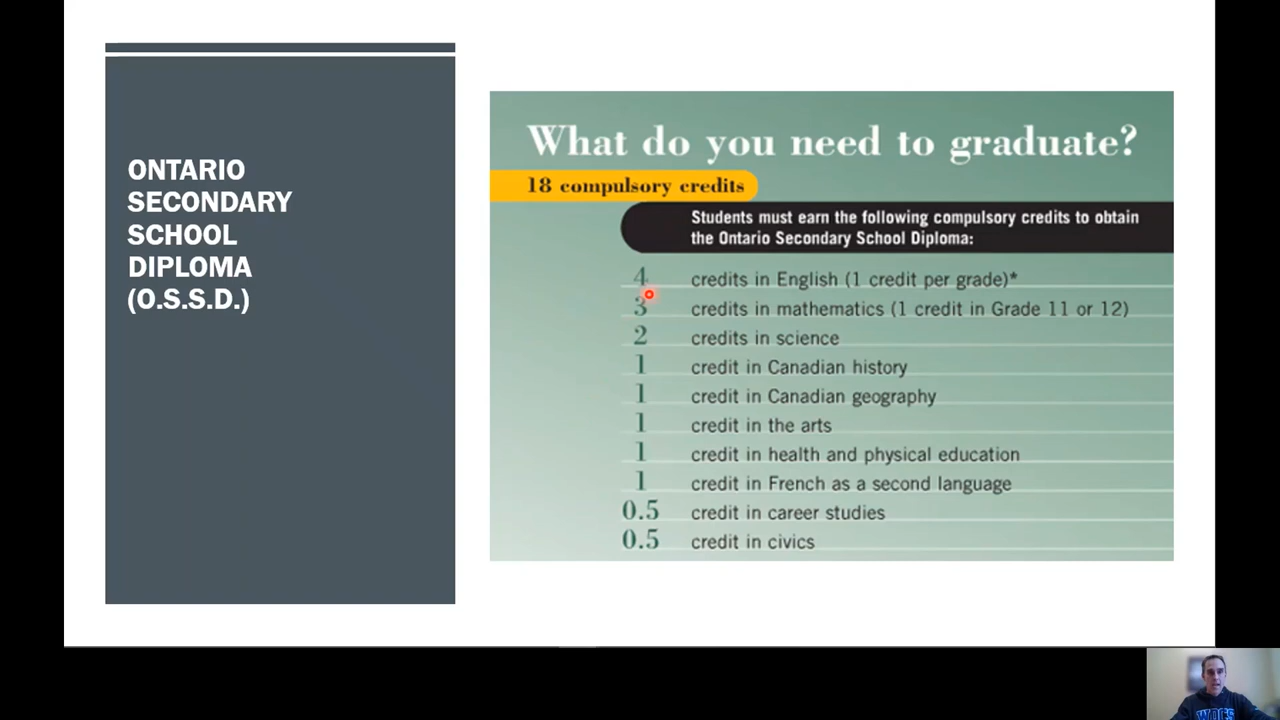 ONTARIO
SECONDARY
SCHOOL
DIPLOMA
(O.S.S.D.)
What do you need to graduate?
18 compulsory credits
Students must earn the following compulsory credits to obtain
the Ontario Secondary School Diploma:
4 credits in English (1 credit per grade)*
3 credits in mathematics (1 credit in Grade 11 or 12)
2 credits in science
1 credit in Canadian history
1 credit in Canadian geography
1 credit in the arts
1 credit in health and physical education
1 credit in French as a second language
0.5 credit in career studies
0.5 credit in civics